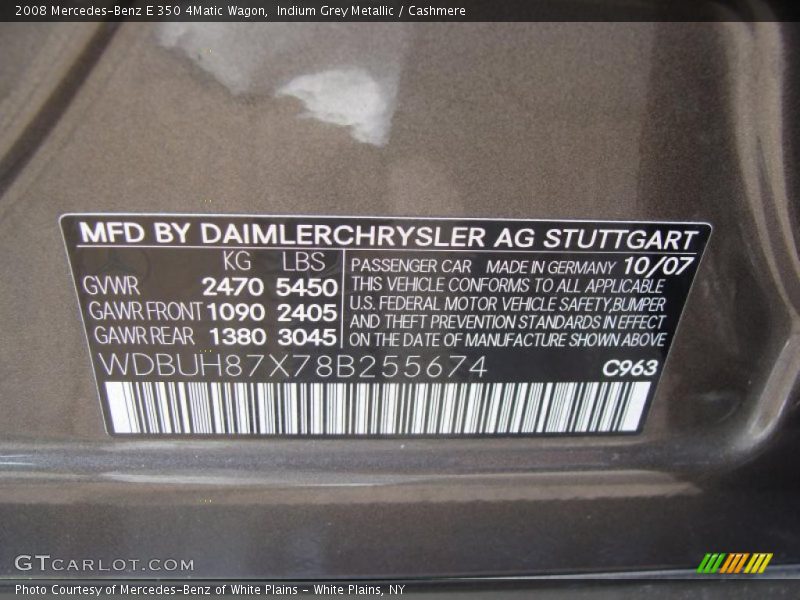 2008 Mercedes-Benz E 350 4Matic Wagon,  Indium Grey Metallic / Cashmere
MFD BY DAIMLERCHRYSLER AG STUTTGART
KG LBS
GVWR 2470 5450
GAWR FRONT 1090 2405
GAWR REAR 1380 3045
PASSENGER CAR MADE IN GERMANY 10/07
THIS VEHICLE CONFORMS TO ALL APPLICABLE
U.S. FEDERAL MOTOR VEHICLE SAFETY,BUMPER
AND THEFT PREVENTION STANDARDS IN EFFECT
ON THE DATE OF MANUFACTURE SHOWN ABOVE
WDBUH87X78B255674 C963
GTCARLOT.COM
Photo Courtesy of Mercedes-Benz of White Plains - White Plains, NY